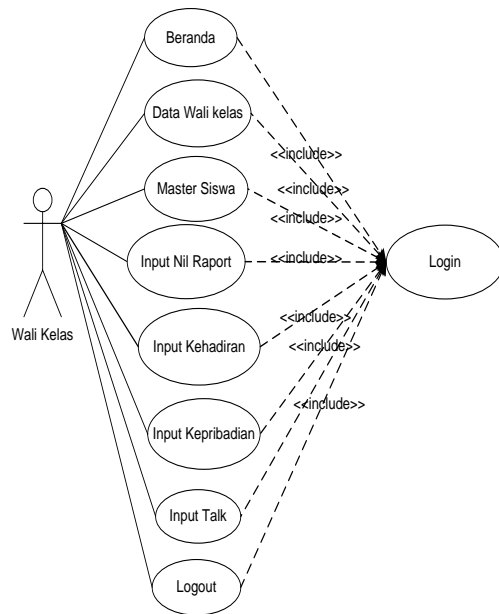 Beranda
Data Wali kelas
<<include>>
Master Siswa
<<include>>
<<include>>
Input Nil Raport
<<include>>
Login
Wali Kelas
<<include>>
Input Kehadiran
<<include>>
<<include>>
Input Kepribadian
Input Talk
Logout